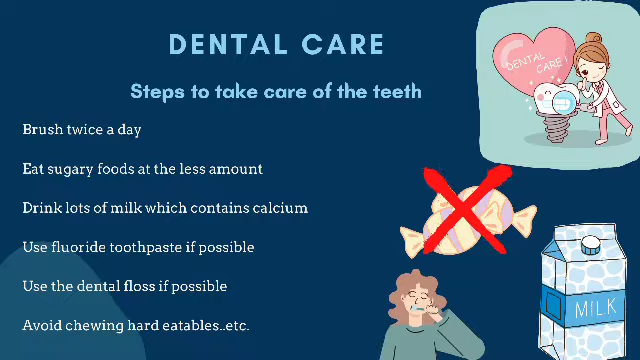 DENTAL CARE
Steps to take care of the teeth
DENTAL
CARE !
Brush twice a day
Eat sugary foods at the less amount
Drink lots of milk which contains calcium
Use fluoride toothpaste if possible
Use the dental floss if possible
Avoid chewing hard eatables..etc.
MILK